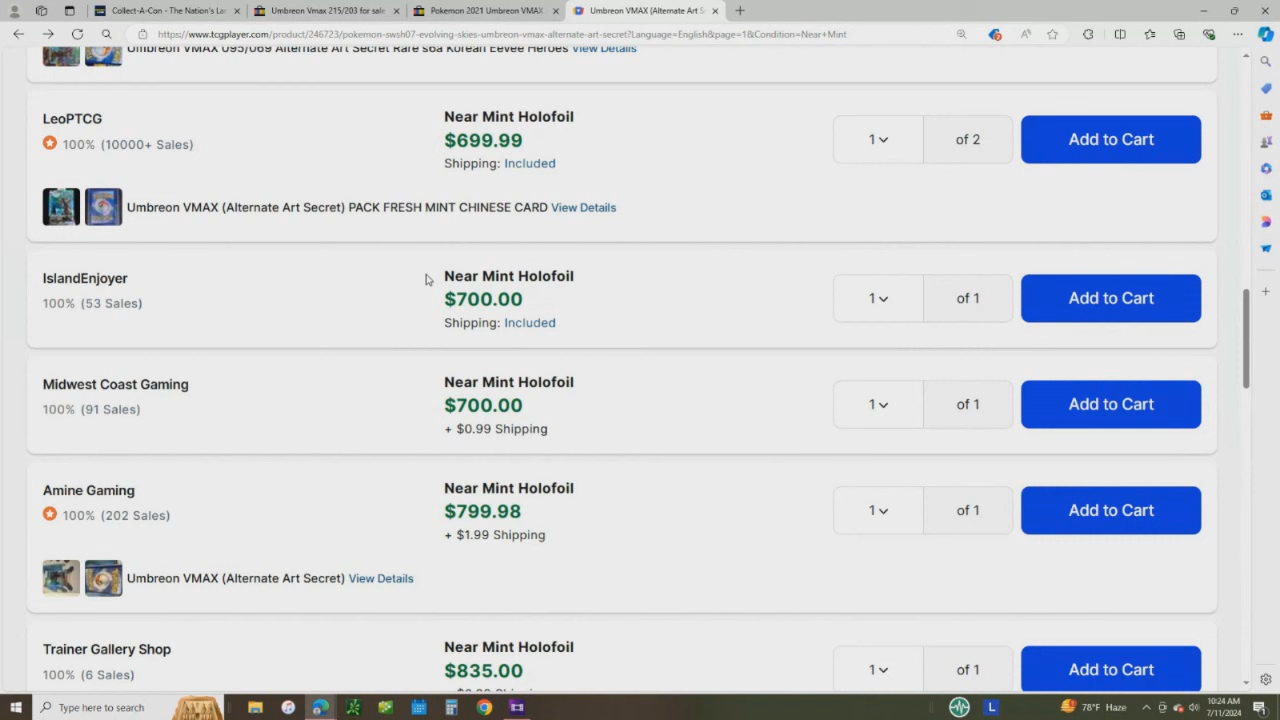 Collect-A-Con - The Nation's La
Umbreon Vmax 215/203 for sale
Pokemon 2021 Umbreon VMAX
Umbreon VMAX (Alternate Art S
https://www.tcgplayer.com/product/246723/pokemon-swsh07-evolving-skies-umbreon-vmax-alternate-art-secret?Language=English&page=1&Condition=Near+Mint
Umbreon VMAX 095/069 Alternate Art Secret Rare s6a Korean Eevee Heroes View Details
LeoPTCG
100% (10000+ Sales)
Near Mint Holofoil
$699.99
Shipping: Included
1
of 2
Add to Cart
Umbreon VMAX (Alternate Art Secret) PACK FRESH MINT CHINESE CARD View Details
IslandEnjoyer
100% (53 Sales)
Near Mint Holofoil
$700.00
Shipping: Included
1
of 1
Add to Cart
Midwest Coast Gaming
100% (91 Sales)
Near Mint Holofoil
$700.00
+ $0.99 Shipping
1
of 1
Add to Cart
Amine Gaming
100% (202 Sales)
Near Mint Holofoil
$799.98
+ $1.99 Shipping
1
of 1
Add to Cart
Umbreon VMAX (Alternate Art Secret) View Details
Trainer Gallery Shop
100% (6 Sales)
Near Mint Holofoil
$835.00
1
of 1
Add to Cart
Type here to search
L
78°F Haze
10:24 AM
7/11/2024